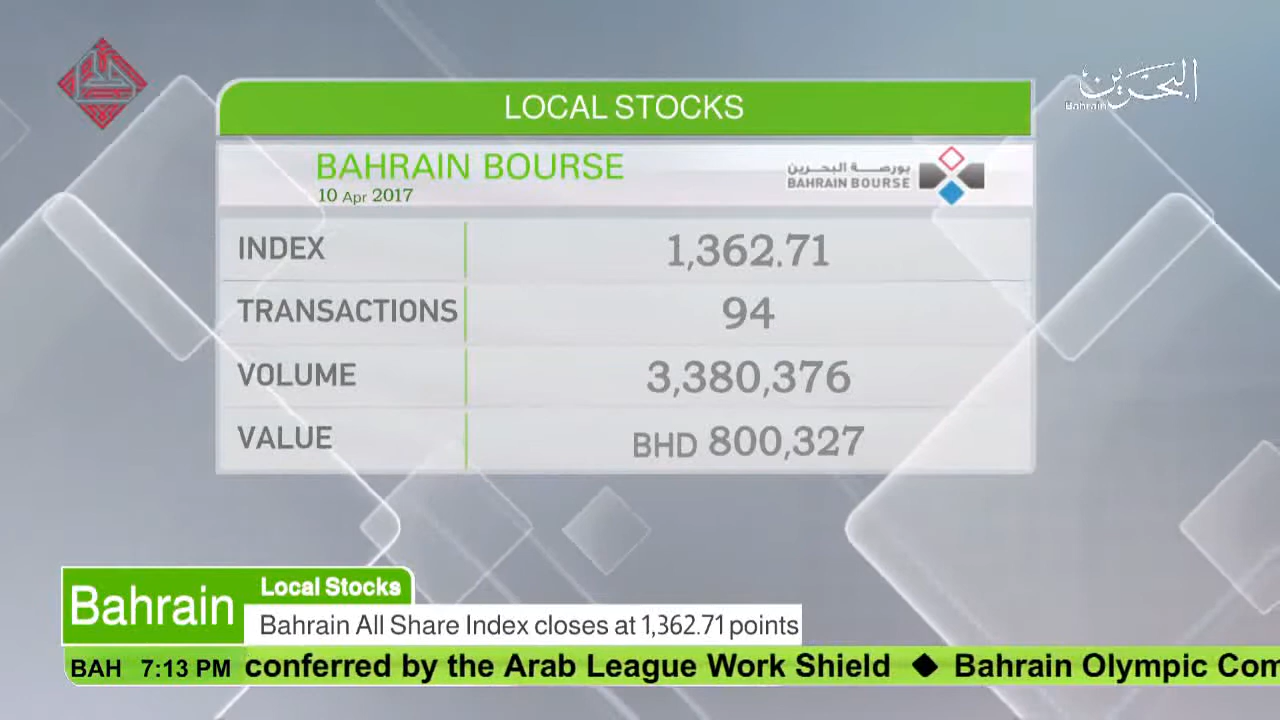 البحرين
Bahrain
LOCAL STOCKS
BAHRAIN BOURSE
10 Apr 2017
بورصة البحرين
BAHRAIN BOURSE
INDEX 1,362.71
TRANSACTIONS 94
VOLUME 3,380,376
VALUE BHD 800,327
Bahrain
Local Stocks
Bahrain All Share Index closes at 1,362.71 points
BAH 7:13 PM conferred by the Arab League Work Shield ◆ Bahrain Olympic Com